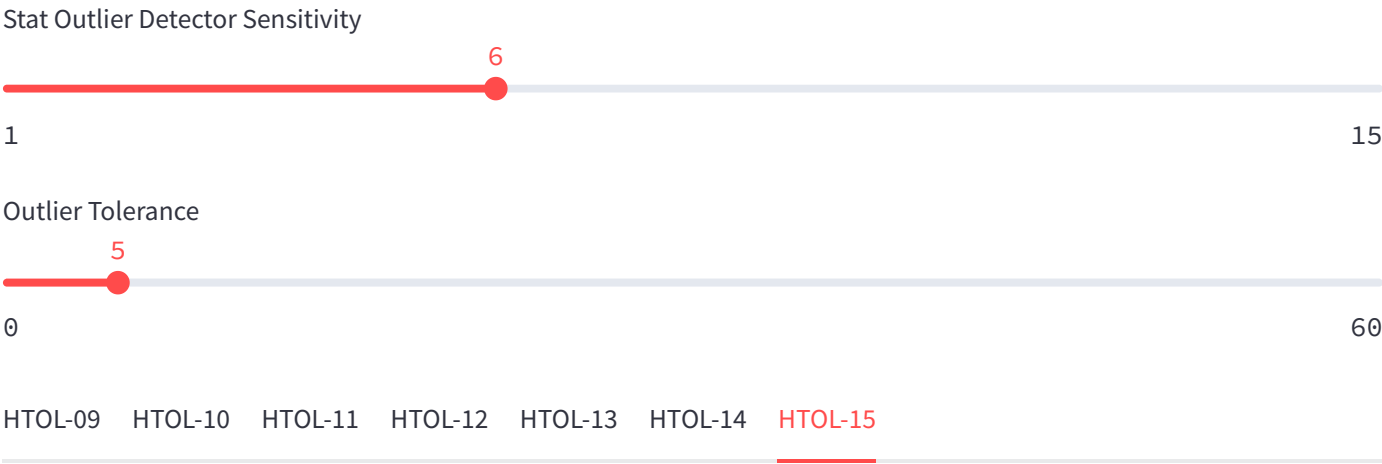 Stat Outlier Detector Sensitivity
6
1 15
Outlier Tolerance
5
0 60
HTOL-09 HTOL-10 HTOL-11 HTOL-12 HTOL-13 HTOL-14 HTOL-15